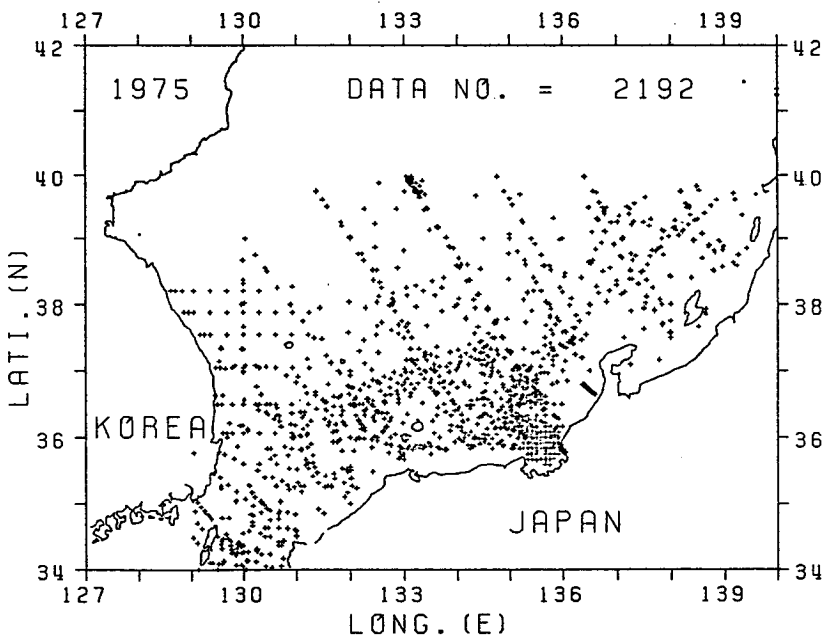 127 130 133 136 139
42 42
1975 DATA NO. = 2192
40 40
38 38
LATI. (N)
KOREA 36 36
JAPAN
34 34
127 130 133 136 139
LONG. (E)